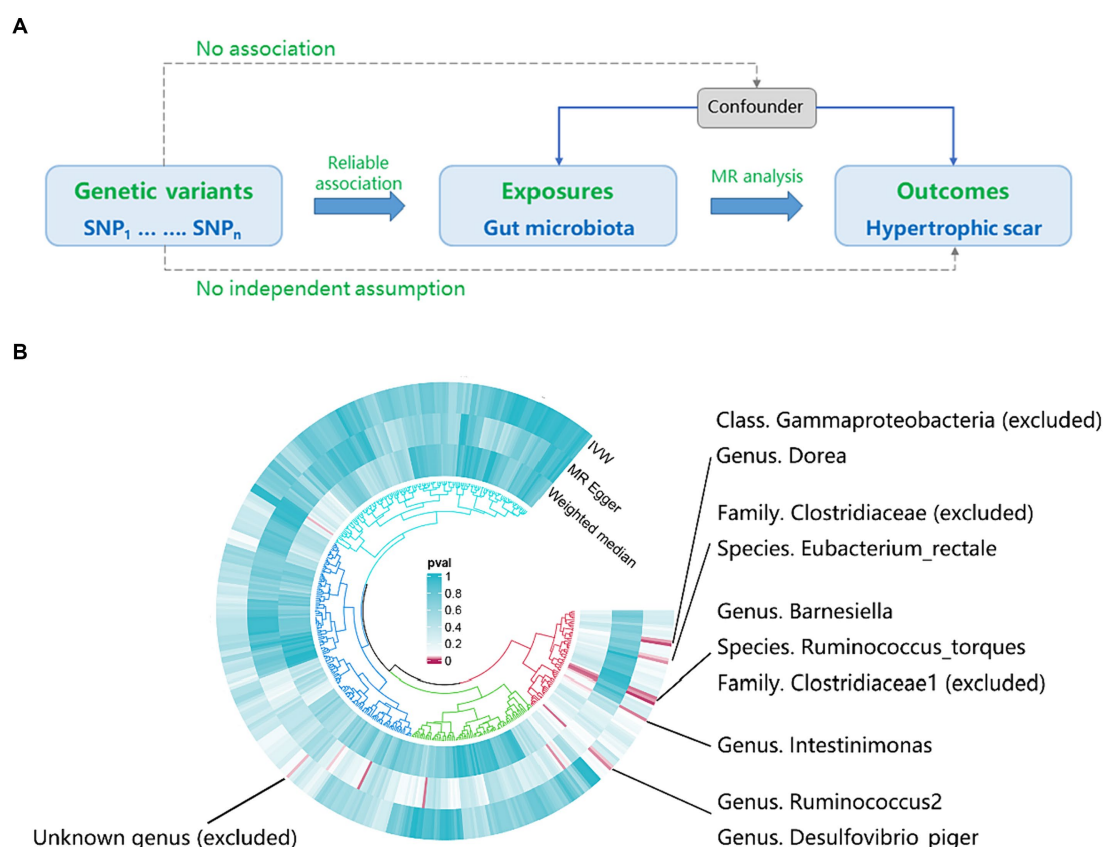 A
No association
Confounder
Reliable
association
MR analysis
Genetic variants
SNP1 ... .... SNPn
Exposures
Gut microbiota
Outcomes
Hypertrophic scar
No independent assumption
B
IVW
MR Egger
Weighted median
pval
1
0.8
0.6
0.4
0.2
0
Class. Gammaproteobacteria (excluded)
Genus. Dorea
Family. Clostridiaceae (excluded)
Species. Eubacterium_rectale
Genus. Barnesiella
Species. Ruminococcus_torques
Family. Clostridiaceae1 (excluded)
Genus. Intestinimonas
Genus. Ruminococcus2
Genus. Desulfovibrio_piger
Unknown genus (excluded)